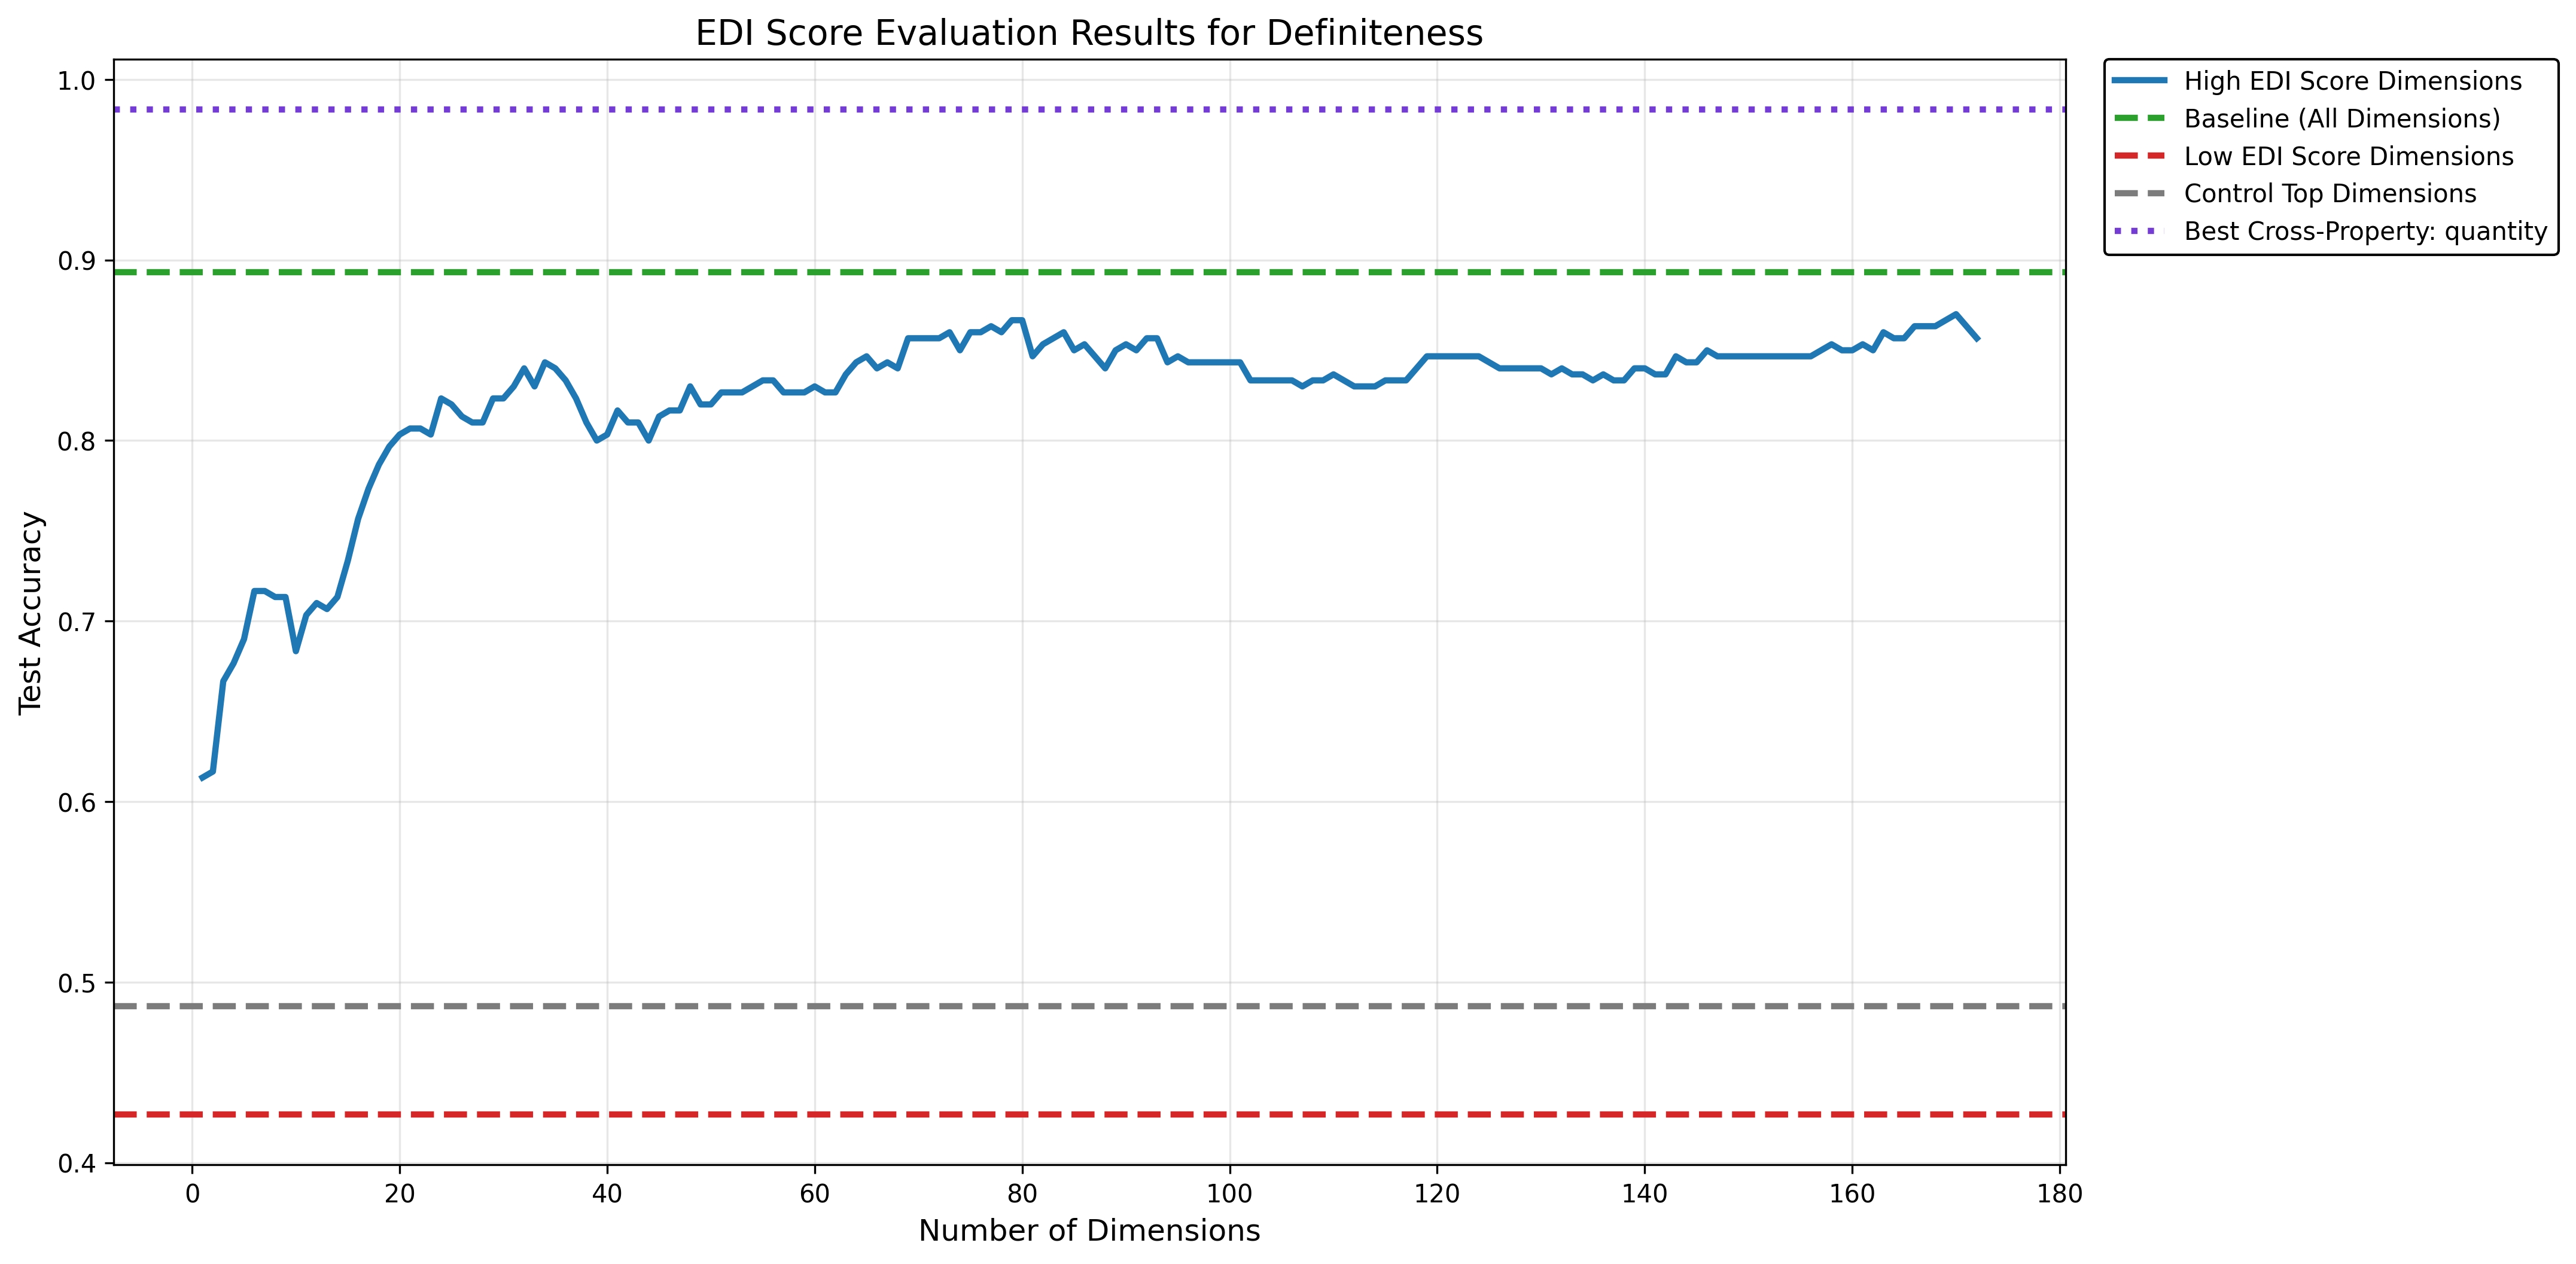 EDI Score Evaluation Results for Definiteness
1.0
0.9
0.8
0.7
0.6
0.5
0.4
Test Accuracy
0
20
40
60
80
100
120
140
160
180
Number of Dimensions
High EDI Score Dimensions
Baseline (All Dimensions)
Low EDI Score Dimensions
Control Top Dimensions
Best Cross-Property: quantity